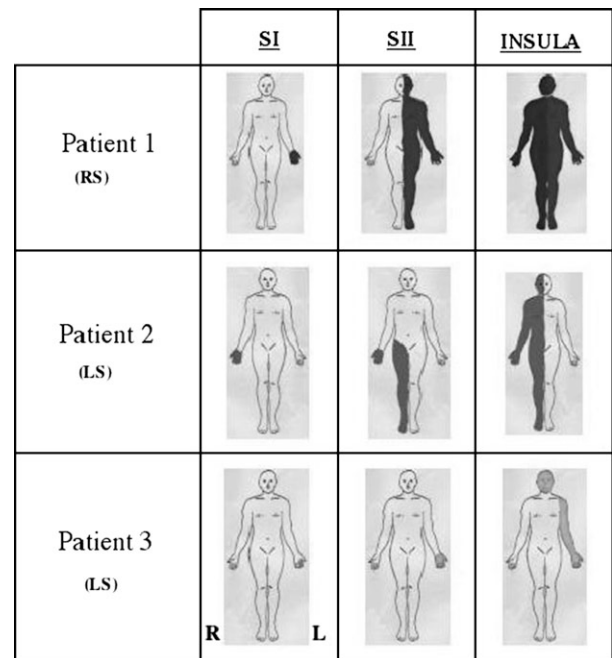 SI SII INSULA
Patient 1
(RS)
Patient 2
(LS)
Patient 3
(LS)
R L